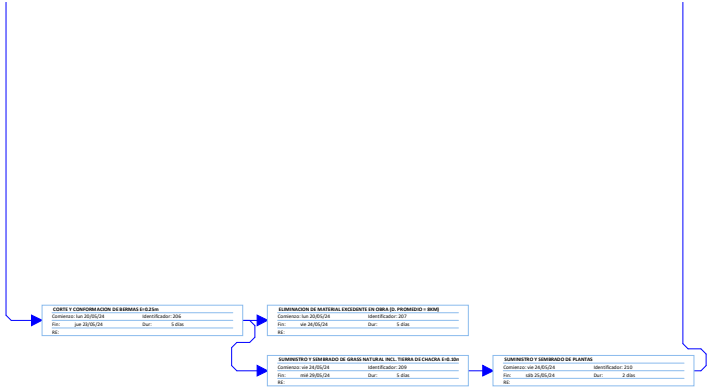 CORTE Y CONFORMACION DE BERMAS E=0.25m
Comienzo: lun 20/05/24 Identificador: 206
Fin: jue 23/05/24 Dur: 5 días
RE:
ELIMINACION DE MATERIAL EXCEDENTE EN OBRA (D. PROMEDIO = 8KM)
Comienzo: lun 20/05/24 Identificador: 207
Fin: vie 24/05/24 Dur: 5 días
RE:
SUMINISTRO Y SEMBRADO DE GRASS NATURAL INCL. TIERRA DE CHACRA E=0.10m
Comienzo: vie 24/05/24 Identificador: 209
Fin: mié 29/05/24 Dur: 5 días
RE:
SUMINISTRO Y SEMBRADO DE PLANTAS
Comienzo: vie 24/05/24 Identificador: 210
Fin: sáb 25/05/24 Dur: 2 días
RE: